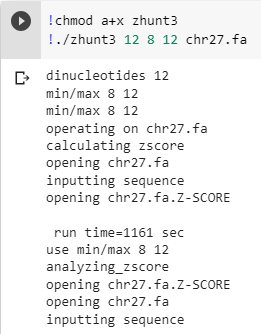 !chmod a+x zhunt3
!./zhunt3 12 8 12 chr27.fa
dinucleotides 12
min/max 8 12
min/max 8 12
operating on chr27.fa
calculating zscore
opening chr27.fa
inputting sequence
opening chr27.fa.Z-SCORE
run time=1161 sec
use min/max 8 12
analyzing_zscore
opening chr27.fa.Z-SCORE
opening chr27.fa
inputting sequence